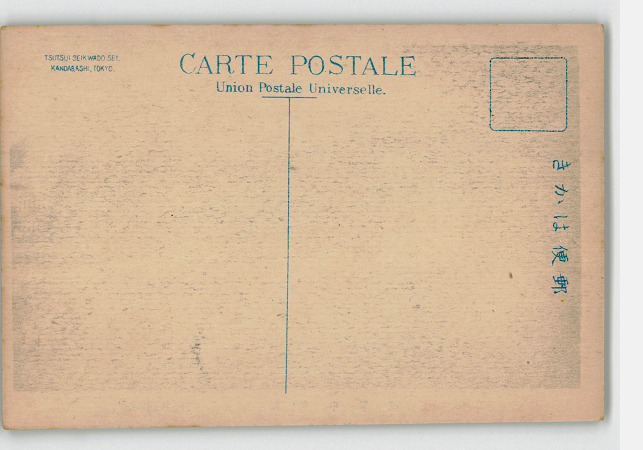 TSUTSUI SEIKWADO SEI.
KANDABASHI, TOKYO.
CARTE POSTALE
Union Postale Universelle.
きかは便郵